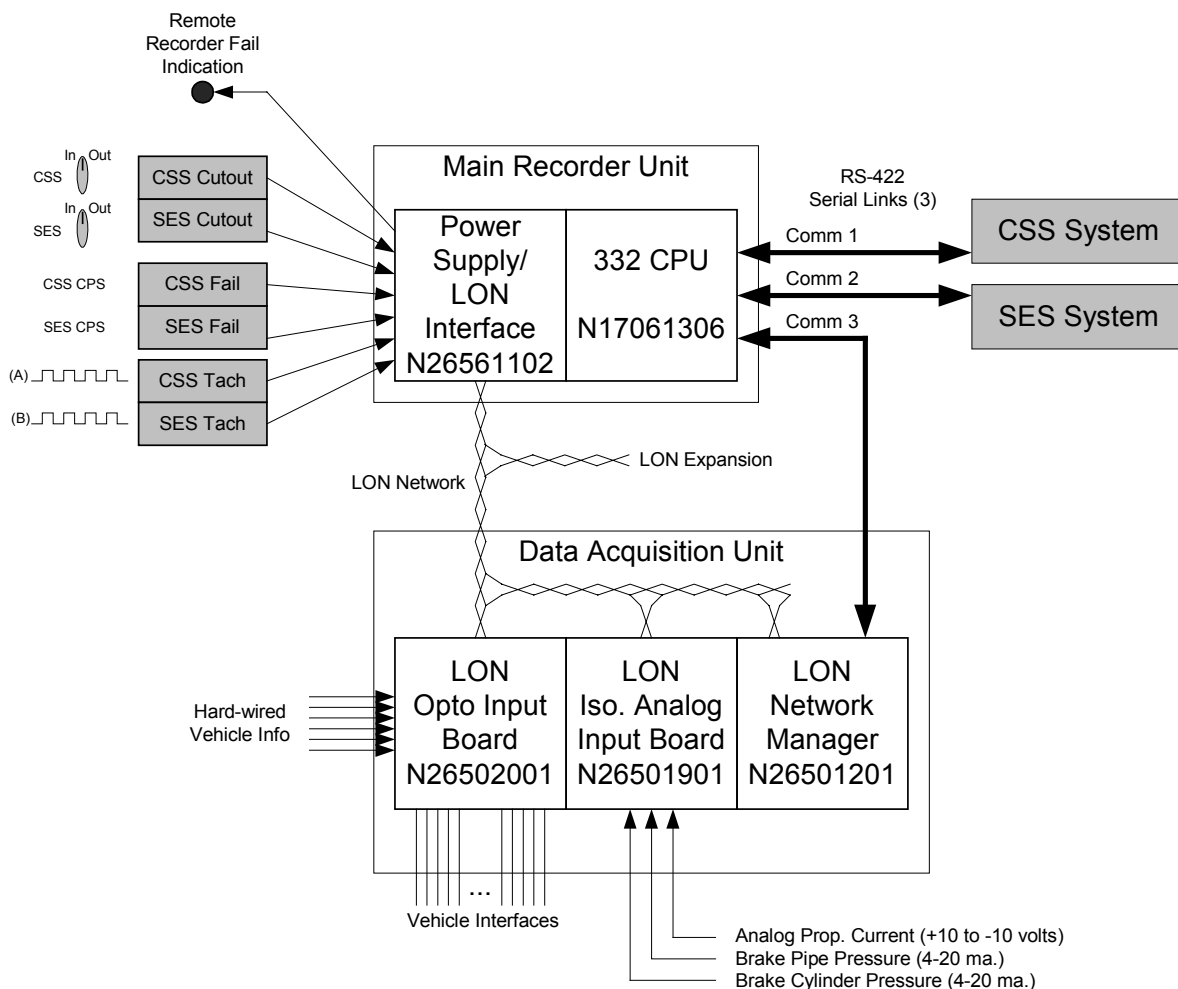 Remote
Recorder Fail
Indication
In Out
CSS
In Out
SES
CSS Cutout
SES Cutout
CSS CPS
CSS Fail
SES CPS
SES Fail
(A)
CSS Tach
(B)
SES Tach
Main Recorder Unit
Power
Supply/
LON
Interface
N26561102
332 CPU
N17061306
RS-422
Serial Links (3)
Comm 1
Comm 2
Comm 3
CSS System
SES System
LON Expansion
LON Network
Data Acquisition Unit
LON
Opto Input
Board
N26502001
LON
Iso. Analog
Input Board
N26501901
LON
Network
Manager
N26501201
Hard-wired
Vehicle Info
...
Vehicle Interfaces
Analog Prop. Current (+10 to -10 volts)
Brake Pipe Pressure (4-20 ma.)
Brake Cylinder Pressure (4-20 ma.)